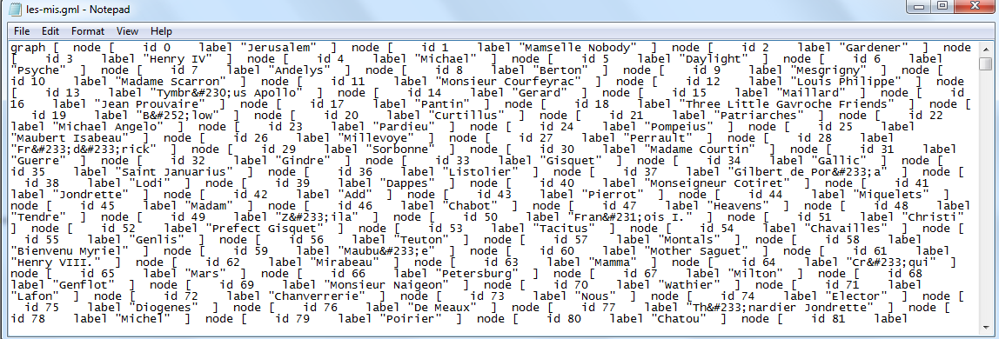 les-mis.gml - Notepad
File Edit Format View Help
graph [ node [ id 0 label "Jerusalem" ] node [ id 1 label "Mamselle Nobody" ] node [ id 2 label "Gardener" ] node
[ id 3 label "Henry IV" ] node [ id 4 label "Michael" ] node [ id 5 label "Daylight" ] node [ id 6 label
"Psyche" ] node [ id 7 label "Andelys" ] node [ id 8 label "Berton" ] node [ id 9 label "Mesgrigny" ] node [
id 10 label "Madame Scarron" ] node [ id 11 label "Monsieur Courfeyrac" ] node [ id 12 label "Louis Philippe" ] node
[ id 13 label "Tymbr&#230;us Apollo" ] node [ id 14 label "Gerard" ] node [ id 15 label "Maillard" ] node [ id
16 label "Jean Prouvaire" ] node [ id 17 label "Pantin" ] node [ id 18 label "Three Little Gavroche Friends" ] node [
id 19 label "B&#252;low" ] node [ id 20 label "Curtillus" ] node [ id 21 label "Patriarches" ] node [ id 22
label "Michael Angelo" ] node [ id 23 label "Pardieu" ] node [ id 24 label "Pompeius" ] node [ id 25 label
"Maubert Isabeau" ] node [ id 26 label "Millevoye" ] node [ id 27 label "Perrault" ] node [ id 28 label
"Fr&#233;d&#233;rick" ] node [ id 29 label "Sorbonne" ] node [ id 30 label "Madame Courtin" ] node [ id 31 label
"Guerre" ] node [ id 32 label "Gindre" ] node [ id 33 label "Gisquet" ] node [ id 34 label "Gallic" ] node [
id 35 label "Saint Januarius" ] node [ id 36 label "Listolier" ] node [ id 37 label "Gilbert de Por&#233;a" ] node [
id 38 label "Lodi" ] node [ id 39 label "Dappes" ] node [ id 40 label "Monseigneur Cotiret" ] node [ id 41
label "Jondrette" ] node [ id 42 label "Add" ] node [ id 43 label "Pierrot" ] node [ id 44 label "Miquelets" ]
node [ id 45 label "Madam" ] node [ id 46 label "Chabot" ] node [ id 47 label "Heavens" ] node [ id 48 label
"Tendre" ] node [ id 49 label "Z&#233;ila" ] node [ id 50 label "Fran&#231;ois I." ] node [ id 51 label "Christi"
] node [ id 52 label "Prefect Gisquet" ] node [ id 53 label "Tacitus" ] node [ id 54 label "Chavailles" ] node [
id 55 label "Genlis" ] node [ id 56 label "Teuton" ] node [ id 57 label "Montals" ] node [ id 58 label
"Bienvenu Myriel" ] node [ id 59 label "Maubu&#233;e" ] node [ id 60 label "Mother Saguet" ] node [ id 61 label
"Henry VIII." ] node [ id 62 label "Mirabeau" ] node [ id 63 label "Mamma" ] node [ id 64 label "Cr&#233;qui" ]
node [ id 65 label "Mars" ] node [ id 66 label "Petersburg" ] node [ id 67 label "Milton" ] node [ id 68
label "Genflot" ] node [ id 69 label "Monsieur Naigeon" ] node [ id 70 label "Wathier" ] node [ id 71 label
"Lafon" ] node [ id 72 label "Chanverrerie" ] node [ id 73 label "Nous" ] node [ id 74 label "Elector" ] node [
id 75 label "Diogenes" ] node [ id 76 label "De Meaux" ] node [ id 77 label "Th&#233;nardier Jondrette" ] node [
id 78 label "Michel" ] node [ id 79 label "Poirier" ] node [ id 80 label "Chatou" ] node [ id 81 label